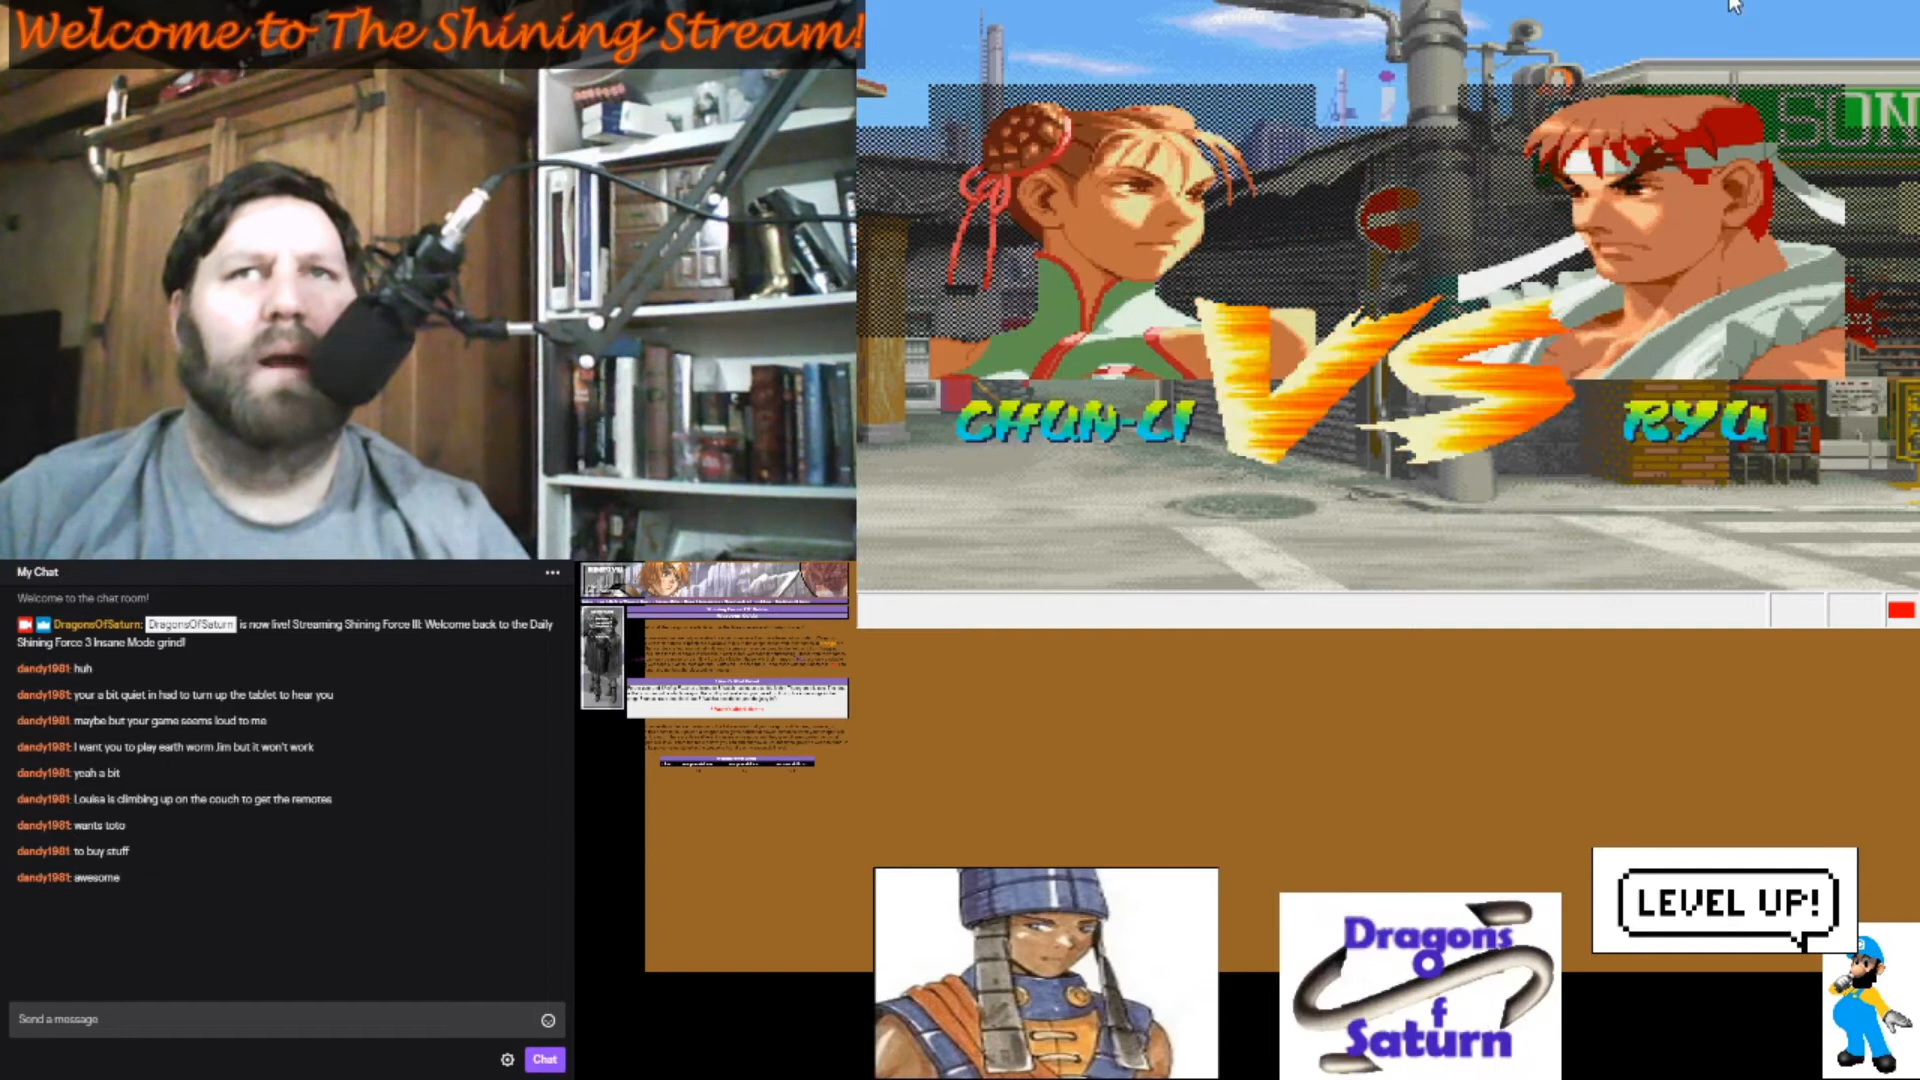 Welcome to The Shining Stream!
SON
CHUN-LI
VS
RYU
My Chat
Welcome to the chat room!
DragonsOfSaturn: DragonsOfSaturn is now live! Streaming Shining Force III: Welcome back to the Daily
Shining Force 3 Insane Mode grind!
dandy1981: huh
dandy1981: your a bit quiet in had to turn up the tablet to hear you
dandy1981: maybe but your game seems loud to me
dandy1981: I want you to play earth worm Jim but it won't work
dandy1981: yeah a bit
dandy1981: Louisa is climbing up on the couch to get the remotes
dandy1981: wants toto
dandy1981: to buy stuff
dandy1981: awesome
Send a message
Chat
Dragons
Of
Saturn
LEVEL UP!